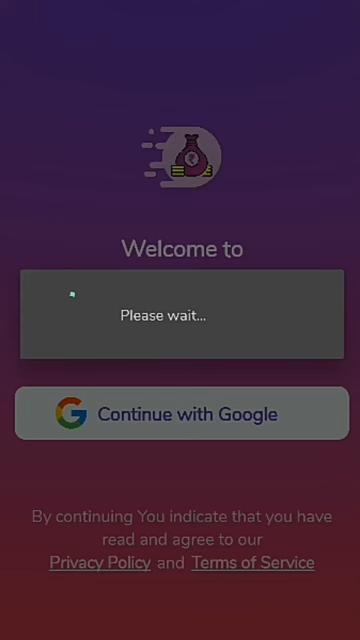 Welcome to
Please wait...
Continue with Google
By continuing You indicate that you have
read and agree to our
Privacy Policy and Terms of Service